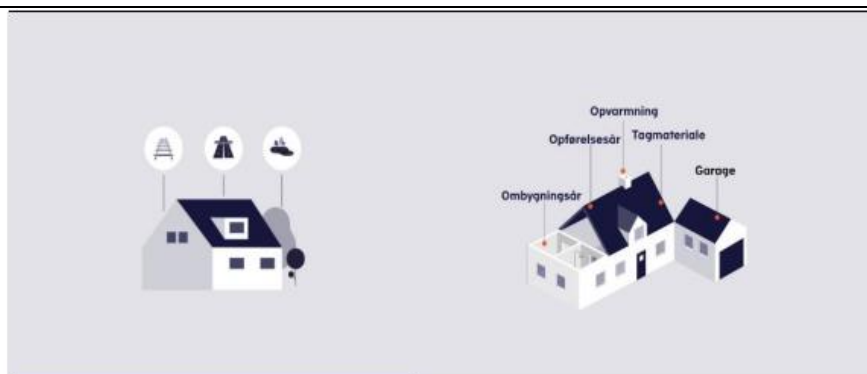 Opvarmning
Opførelsesår
Tagmateriale
Garage
Ombygningsår